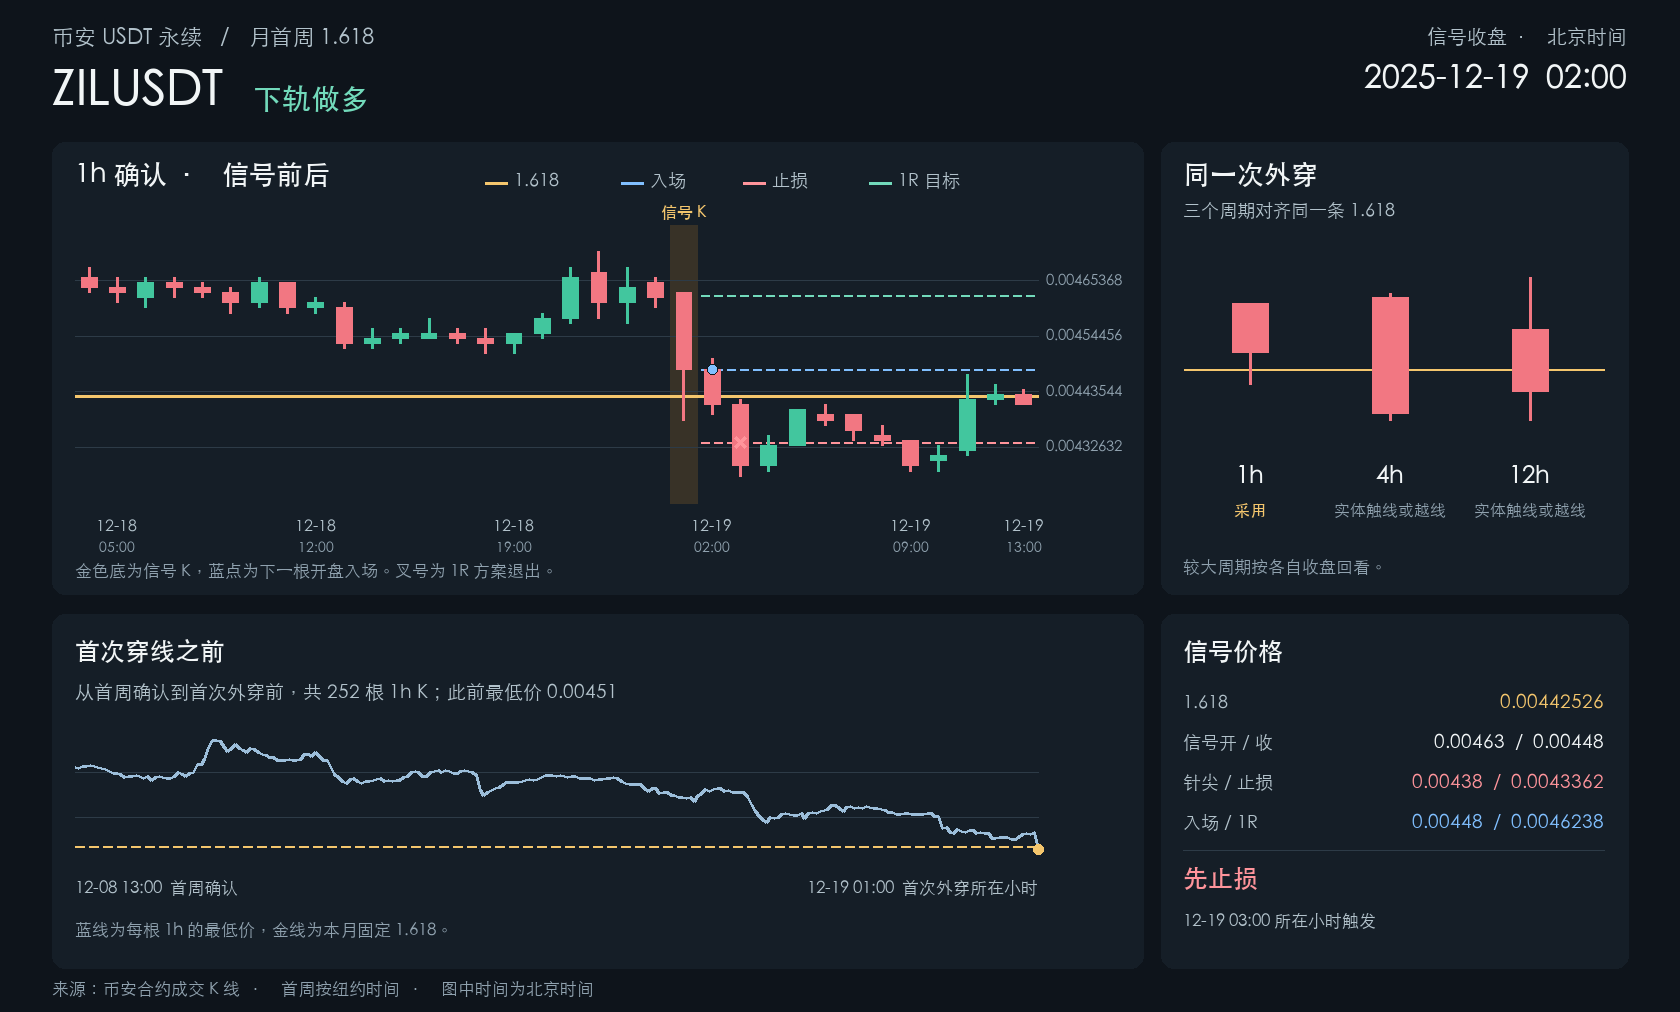 币安 USDT 永续 / 月首周 1.618
信号收盘 · 北京时间
ZILUSDT 下轨做多
2025-12-19 02:00
1h 确认 · 信号前后
1.618 入场 止损 1R 目标
信号 K
0.00465368
0.00454456
0.00443544
0.00432632
12-18 12-18 12-18 12-19 12-19 12-19
05:00 12:00 19:00 02:00 09:00 13:00
金色底为信号 K，蓝点为下一根开盘入场。叉号为 1R 方案退出。
同一次外穿
三个周期对齐同一条 1.618
1h 4h 12h
采用 实体触线或越线 实体触线或越线
较大周期按各自收盘回看。
首次穿线之前
从首周确认到首次外穿前，共 252 根 1h K；此前最低价 0.00451
12-08 13:00 首周确认
12-19 01:00 首次外穿所在小时
蓝线为每根 1h 的最低价，金线为本月固定 1.618。
信号价格
1.618 0.00442526
信号开 / 收 0.00463 / 0.00448
针尖 / 止损 0.00438 / 0.0043362
入场 / 1R 0.00448 / 0.0046238
先止损
12-19 03:00 所在小时触发
来源：币安合约成交 K 线 · 首周按纽约时间 · 图中时间为北京时间